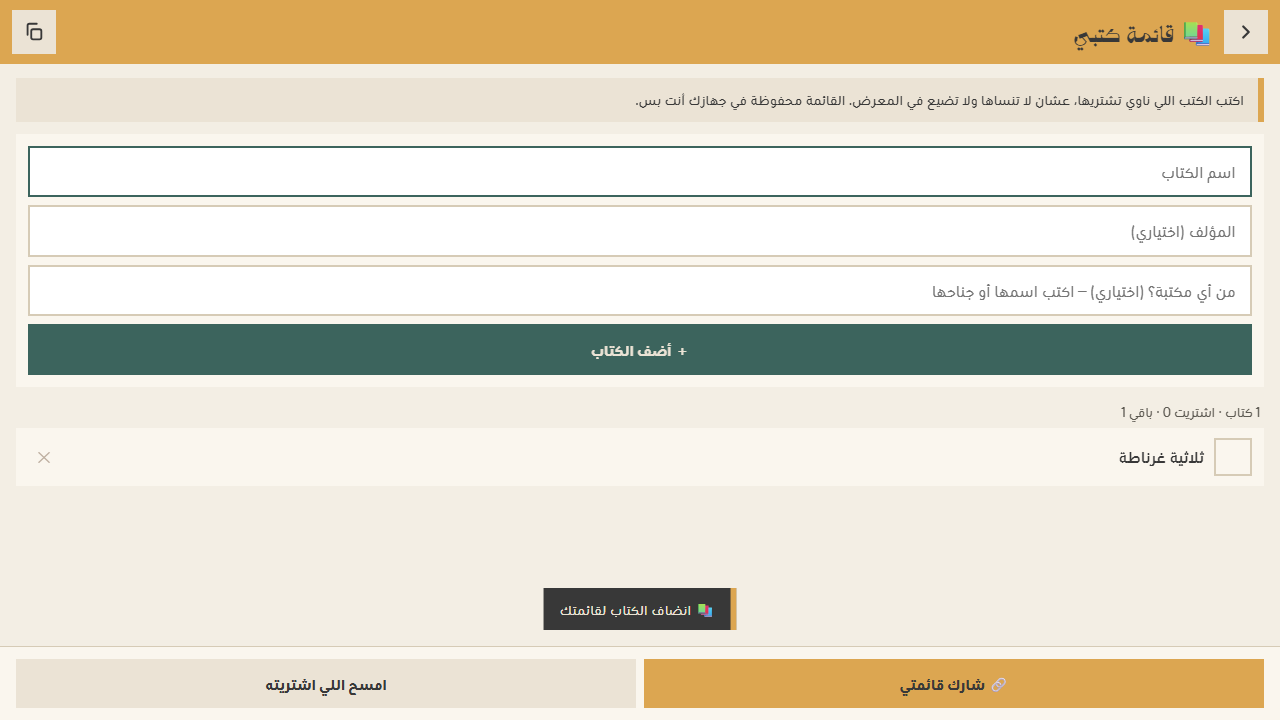 📚 قائمة كتبي
اكتب الكتب اللي ناوي تشتريها، عشان لا تنساها ولا تضيع في المعرض. القائمة محفوظة في جهازك أنت بس.
اسم الكتاب
المؤلف (اختياري)
من أي مكتبة؟ (اختياري) – اكتب اسمها أو جناحها
+ أضف الكتاب
1 كتاب · اشتريت 0 · باقي 1
ثلاثية غرناطة
📚 انضاف الكتاب لقائمتك
🔗 شارك قائمتي
امسح اللي اشتريته